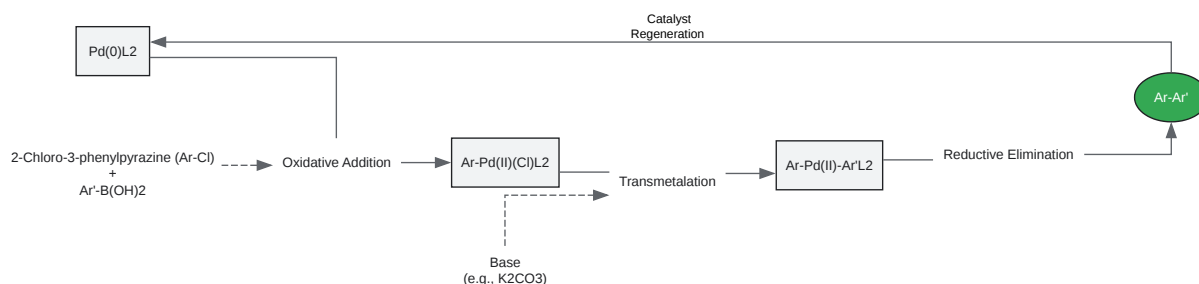 Catalyst
Regeneration
Pd(0)L2
Ar-Ar'
2-Chloro-3-phenylpyrazine (Ar-Cl)
+
Ar'-B(OH)2
Oxidative Addition
Ar-Pd(II)(Cl)L2
Transmetalation
Ar-Pd(II)-Ar'L2
Reductive Elimination
Base
(e.g., K2CO3)